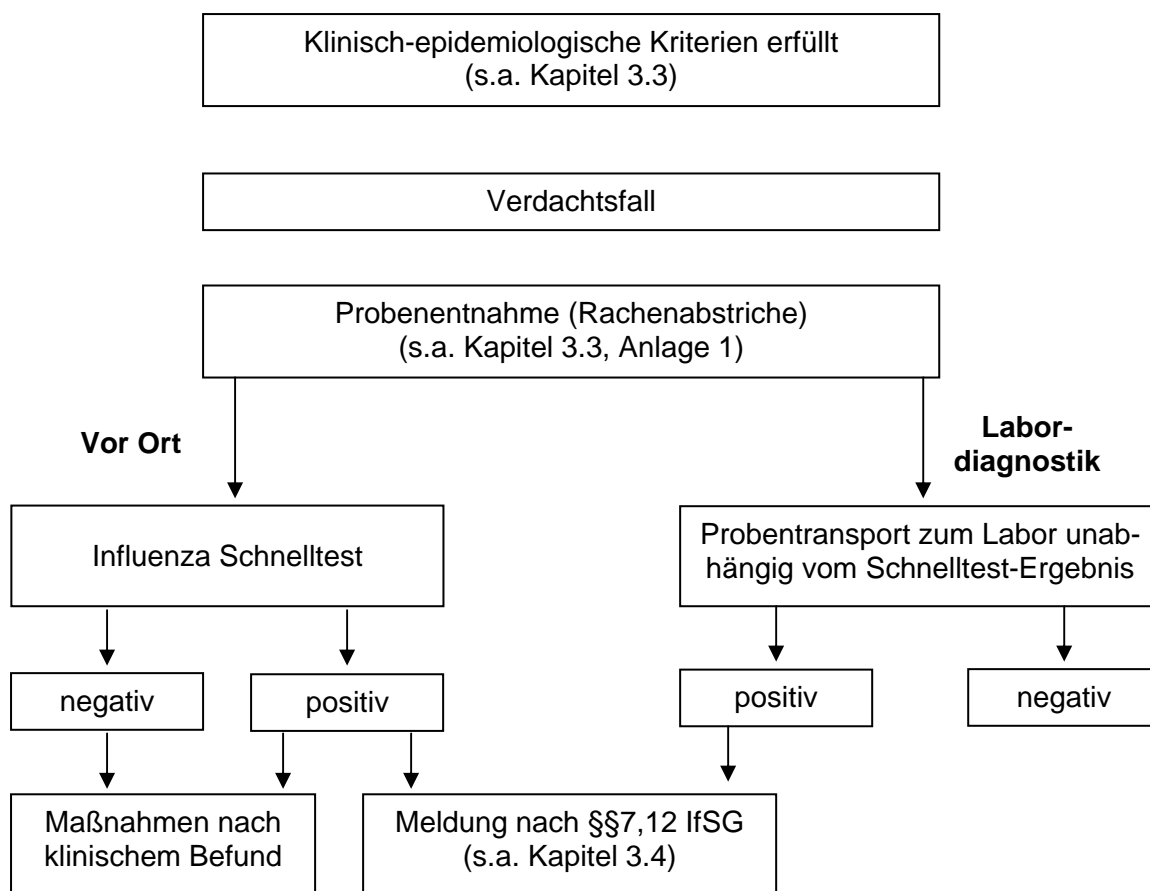 Klinisch-epidemiologische Kriterien erfüllt
(s.a. Kapitel 3.3)
Verdachtsfall
Probenentnahme (Rachenabstriche)
(s.a. Kapitel 3.3, Anlage 1)
Vor Ort
Labor-
diagnostik
Influenza Schnelltest
Probentransport zum Labor unab-
hängig vom Schnelltest-Ergebnis
negativ
positiv
positiv
negativ
Maßnahmen nach
klinischem Befund
Meldung nach §§7,12 IfSG
(s.a. Kapitel 3.4)